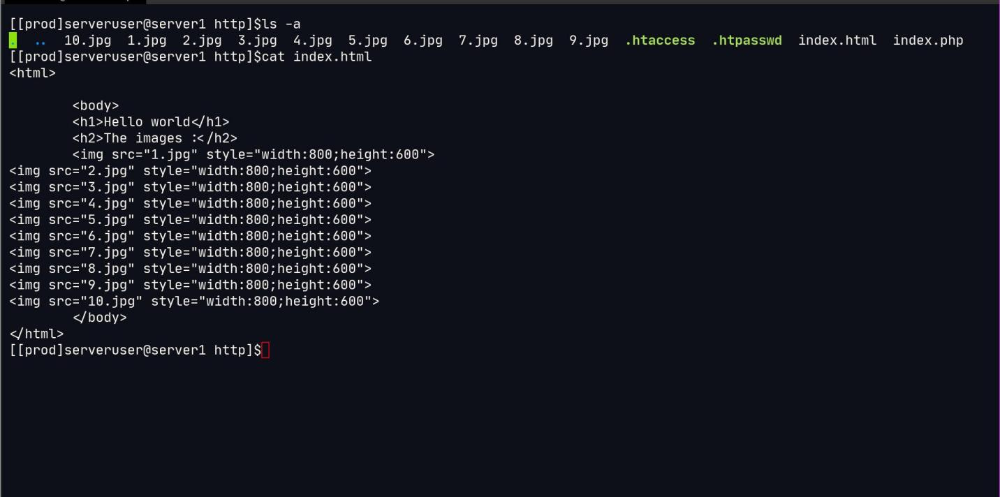 [[prod]serveruser@server1 http]$ls -a
.  ..  10.jpg  1.jpg  2.jpg  3.jpg  4.jpg  5.jpg  6.jpg  7.jpg  8.jpg  9.jpg  .htaccess  .htpasswd  index.html  index.php
[[prod]serveruser@server1 http]$cat index.html
<html>

        <body>
        <h1>Hello world</h1>
        <h2>The images :</h2>
        <img src="1.jpg" style="width:800;height:600">
<img src="2.jpg" style="width:800;height:600">
<img src="3.jpg" style="width:800;height:600">
<img src="4.jpg" style="width:800;height:600">
<img src="5.jpg" style="width:800;height:600">
<img src="6.jpg" style="width:800;height:600">
<img src="7.jpg" style="width:800;height:600">
<img src="8.jpg" style="width:800;height:600">
<img src="9.jpg" style="width:800;height:600">
<img src="10.jpg" style="width:800;height:600">
        </body>
</html>
[[prod]serveruser@server1 http]$